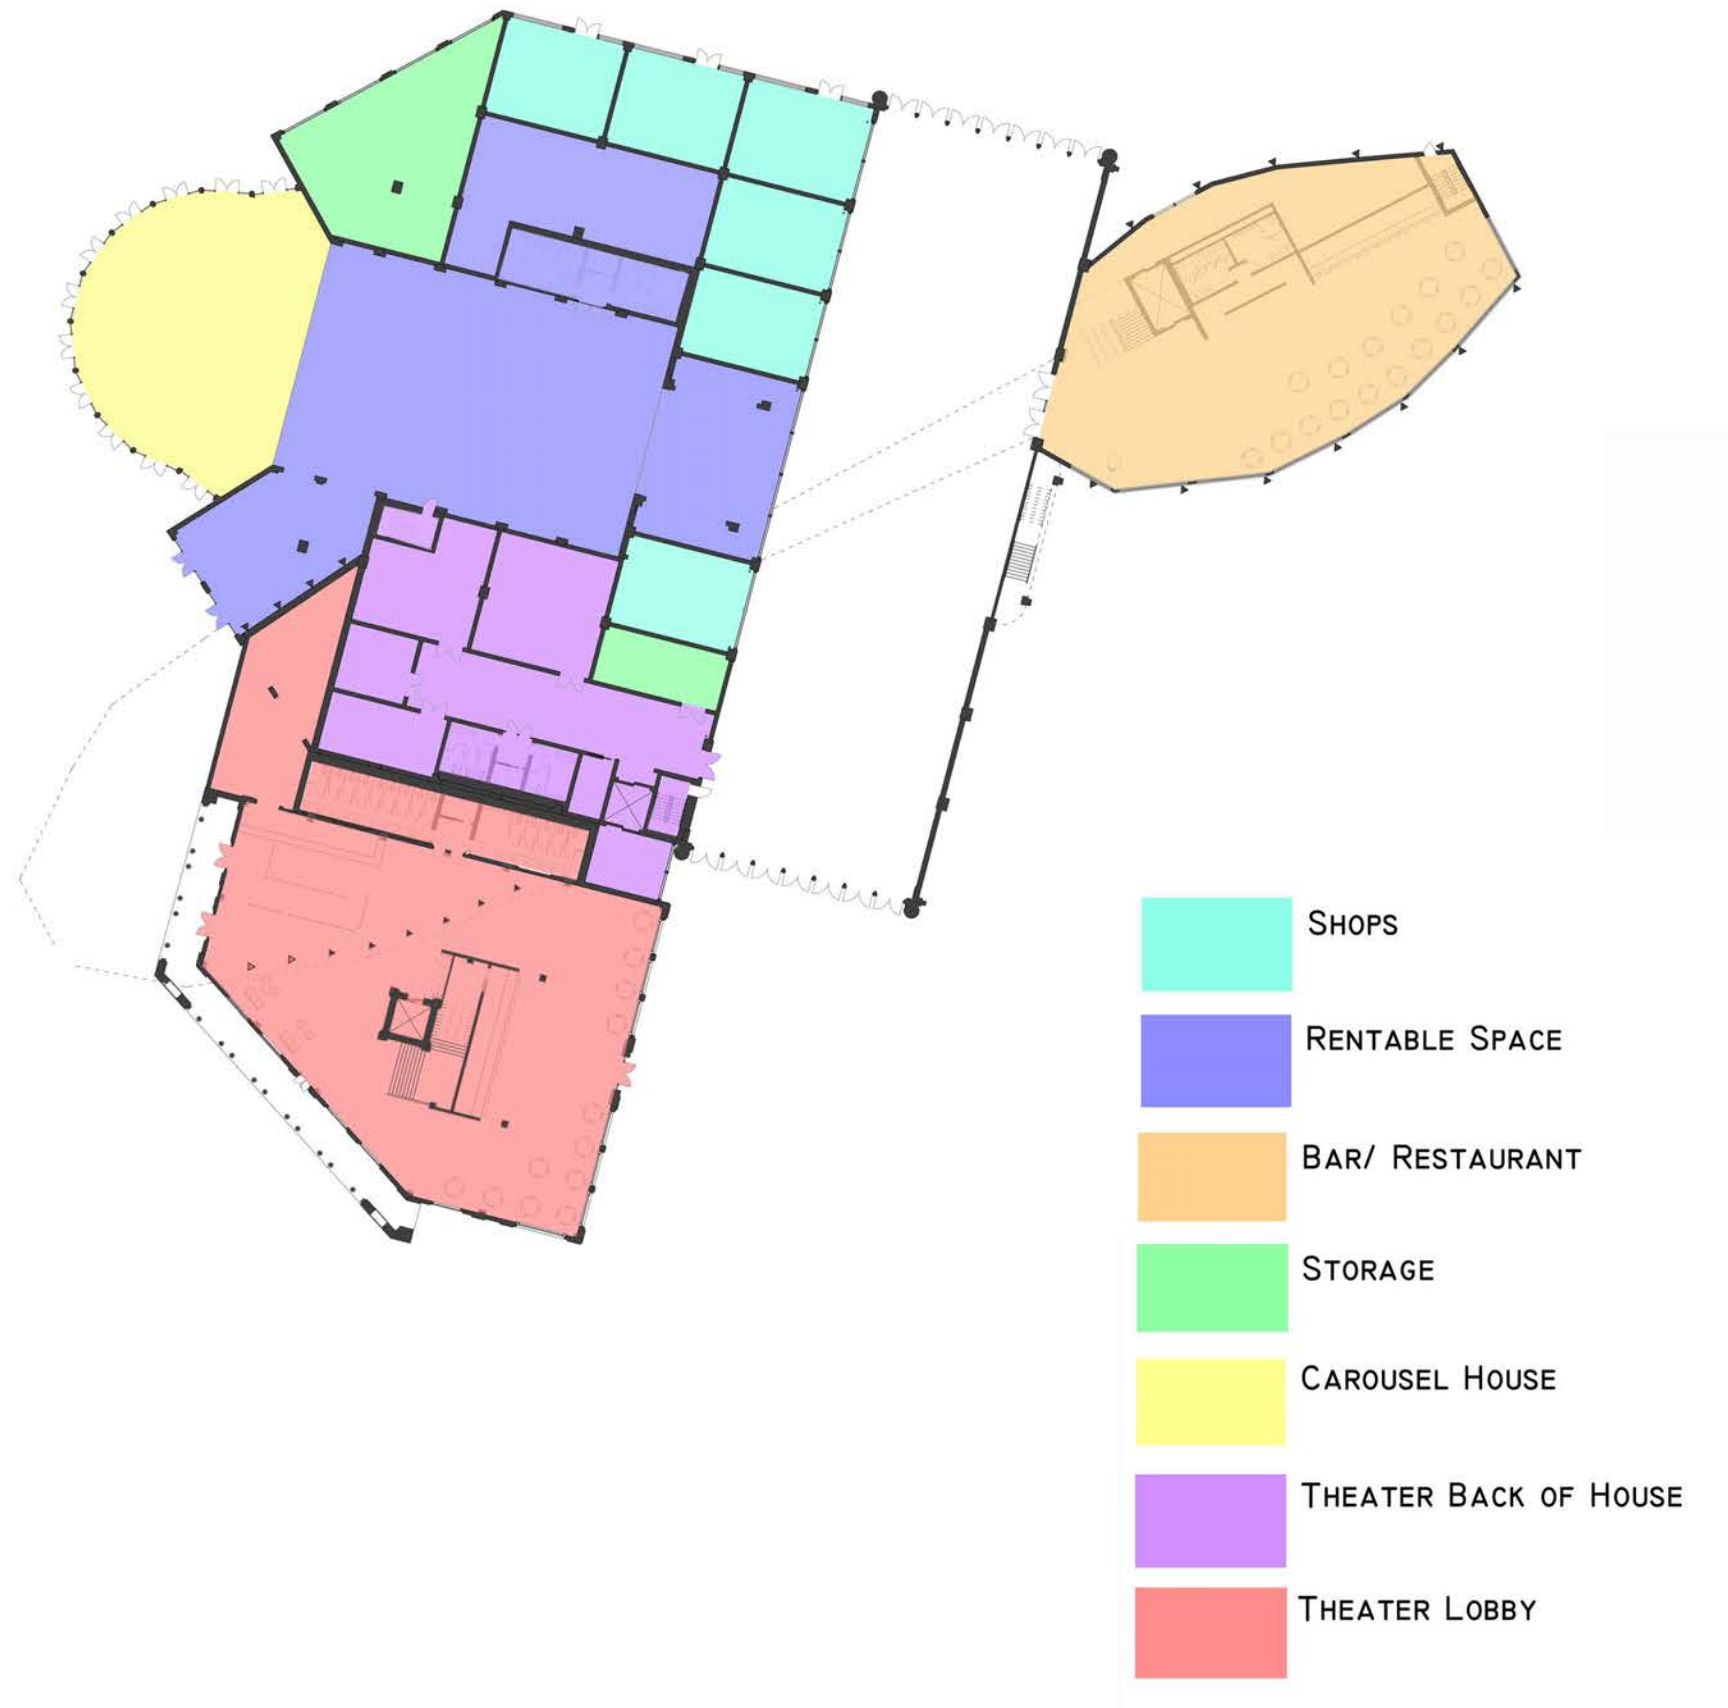 SHOPS
RENTABLE SPACE
BAR/ RESTAURANT
STORAGE
CAROUSEL HOUSE
THEATER BACK OF HOUSE
THEATER LOBBY